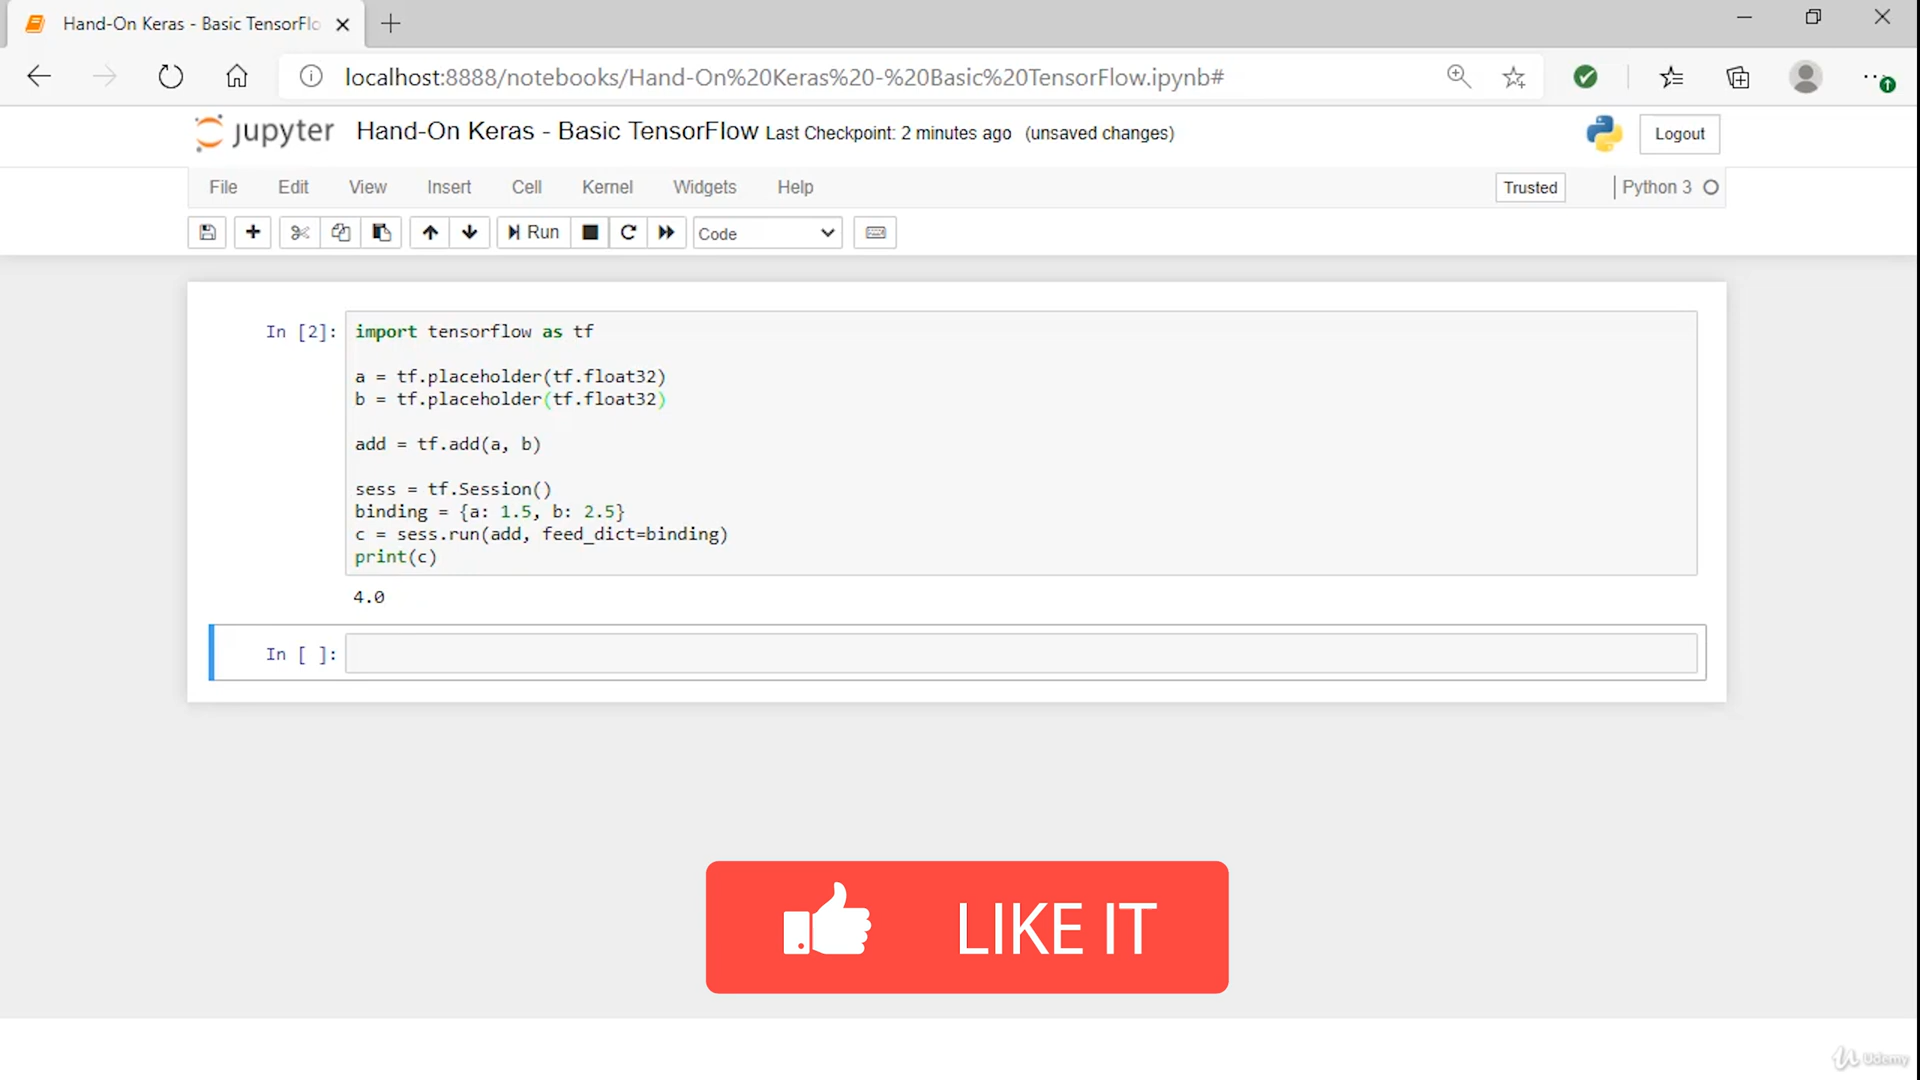 Hand-On Keras - Basic TensorFlo
localhost:8888/notebooks/Hand-On%20Keras%20-%20Basic%20TensorFlow.ipynb#
jupyter Hand-On Keras - Basic TensorFlow Last Checkpoint: 2 minutes ago (unsaved changes) Logout
File Edit View Insert Cell Kernel Widgets Help Trusted | Python 3
Run Code
In [2]: import tensorflow as tf
a = tf.placeholder(tf.float32)
b = tf.placeholder(tf.float32)
add = tf.add(a, b)
sess = tf.Session()
binding = {a: 1.5, b: 2.5}
c = sess.run(add, feed_dict=binding)
print(c)
4.0
In [ ]:
LIKE IT
Udemy